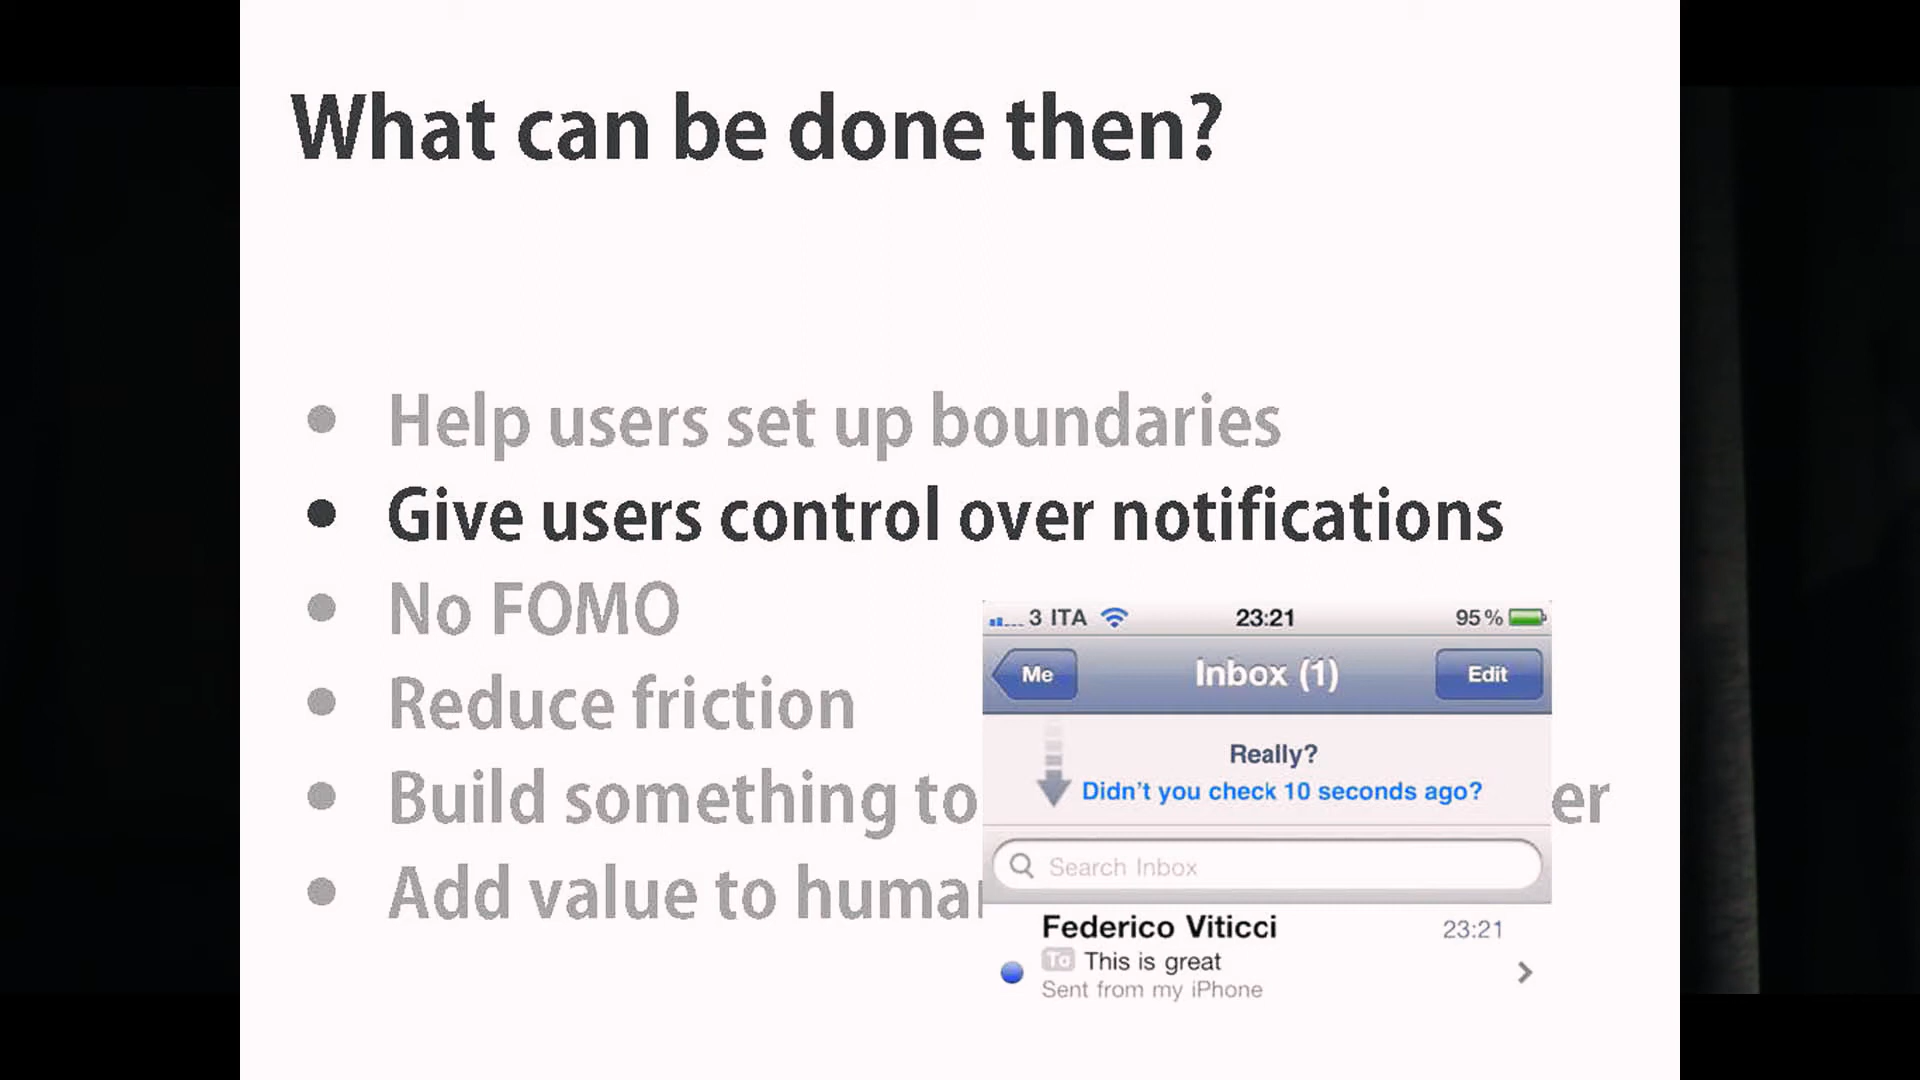 What can be done then?
• Help users set up boundaries
• Give users control over notifications
• No FOMO
• Reduce friction
• Build something to er
• Add value to
3 ITA 23:21 95%
Me Inbox (1) Edit
Really?
Didn't you check 10 seconds ago?
Search Inbox
Federico Viticci 23:21
To This is great
Sent from my iPhone